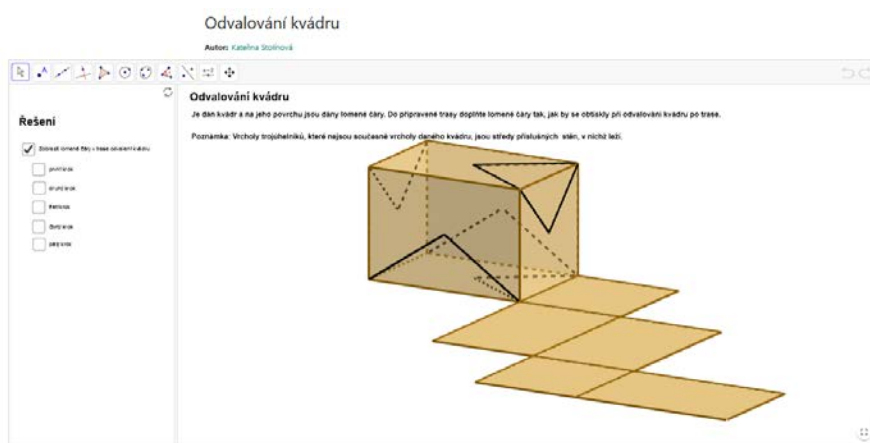 Odvalování kvádru
Autor: Kateřina Stolínová
Odvalování kvádru
Je dán kvádr a na jeho povrchu jsou dány lomené čáry. Do připravené trasy doplňte lomené čáry tak, jak by se obtiskly při odvalování kvádru po trase.
Řešení
Poznámka: Vrcholy trojúhelníků, které nejsou současně vrcholy daného kvádru, jsou středy příslušných stěn, v nichž leží.
Zobrazit lomené čáry v trase odvalení kvádru
první krok
druhý krok
třetí krok
čtvrtý krok
pátý krok